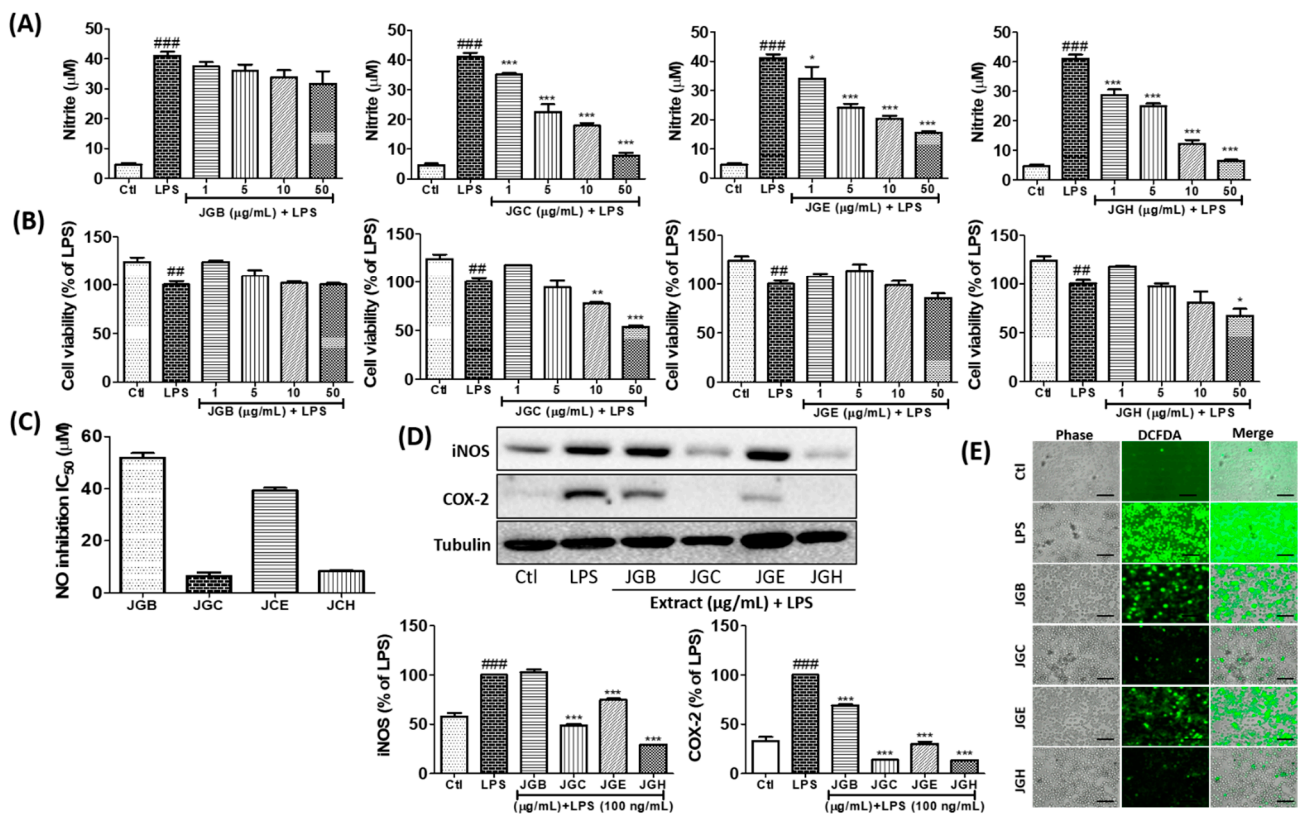 (A)
Nitrite (μM)
50
40
30
20
10
0
###
Ctl LPS 1 5 10 50
JGB (μg/mL) + LPS
Nitrite (μM)
50
40
30
20
10
0
###
***
***
***
***
Ctl LPS 1 5 10 50
JGC (μg/mL) + LPS
Nitrite (μM)
50
40
30
20
10
0
###
*
***
***
***
Ctl LPS 1 5 10 50
JGE (μg/mL) + LPS
Nitrite (μM)
50
40
30
20
10
0
###
***
***
***
***
Ctl LPS 1 5 10 50
JGH (μg/mL) + LPS
(B)
Cell viability (% of LPS)
150
100
50
0
##
Ctl LPS 1 5 10 50
JGB (μg/mL) + LPS
Cell viability (% of LPS)
150
100
50
0
##
**
***
Ctl LPS 1 5 10 50
JGC (μg/mL) + LPS
Cell viability (% of LPS)
150
100
50
0
##
Ctl LPS 1 5 10 50
JGE (μg/mL) + LPS
Cell viability (% of LPS)
150
100
50
0
##
*
Ctl LPS 1 5 10 50
JGH (μg/mL) + LPS
(C)
NO inhibition IC50 (μM)
60
40
20
0
JGB JGC JCE JCH
(D)
iNOS
COX-2
Tubulin
Ctl LPS JGB JGC JGE JGH
Extract (μg/mL) + LPS
iNOS (% of LPS)
150
100
50
0
###
***
***
***
Ctl LPS JGB JGC JGE JGH
(μg/mL)+LPS (100 ng/mL)
COX-2 (% of LPS)
150
100
50
0
###
***
***
***
***
Ctl LPS JGB JGC JGE JGH
(μg/mL)+LPS (100 ng/mL)
(E)
Phase DCFDA Merge
Ctl
LPS
JGB
JGC
JGE
JGH